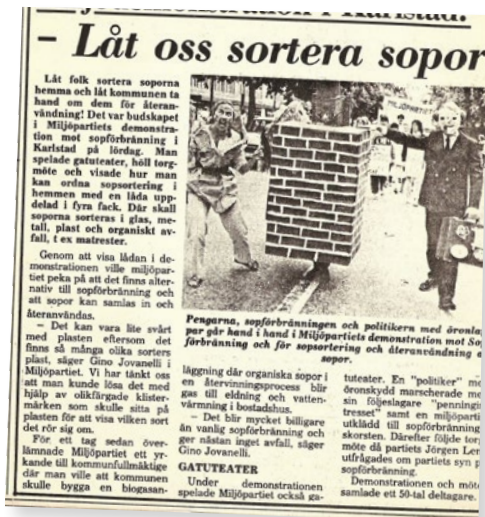 Karlstad:
– Låt oss sortera sopor
Låt folk sortera soporna
hemma och låt kommunen ta
hand om dem för återan-
vändning! Det var budskapet
i Miljöpartiets demonstra-
tion mot sopförbränning i
Karlstad på lördag. Man
spelade gatuteater, höll torg-
möte och visade hur man
kan ordna sopsortering i
hemmen med en låda upp-
delad i fyra fack. Där skall
soporna sorteras i glas, me-
tall, plast och organiskt av-
fall, t ex matrester.
Genom att visa lådan i de-
monstrationen ville miljöpar-
tiet peka på att det finns alter-
nativ till sopförbränning och
att sopor kan samlas in och
återanvändas.
– Det kan vara lite svårt
med plasten eftersom det
finns så många olika sorters
plast, säger Gino Jovanelli i
Miljöpartiet. Vi har tänkt oss
att man kunde lösa det med
hjälp av olikfärgade klister-
märken som skulle sitta på
plasten för att visa vilken sort
det rör sig om.
För ett tag sedan över-
lämnade Miljöpartiet ett yr-
kande till kommunfullmäktige
där man ville att kommunen
skulle bygga en biogasan-
MILJÖPARTIET
Pengarna, sopförbränningen och politikern med öronla
par går hand i hand i Miljöpartiets demonstration mot So
förbränning och för sopsortering och återanvändning
sopor.
läggning där organiska sopor i
en återvinningsprocess blir
gas till eldning och vatten-
värmning i bostadshus.
– Det blir mycket billigare
än vanlig sopförbränning och
ger nästan inget avfall, säger
Gino Jovanelli.
GATUTEATER
Under demonstrationen
spelade Miljöpartiet också ga-
tuteater. En "politiker" me
öronskydd marscherade me
sin följeslagare "penningin
tresset" samt en miljöparti
utklädd till sopförbränning
skorsten. Därefter följde tor
möte då partiets Jörgen Len
utfrågades om partiets syn p
sopförbränning.
Demonstrationen och möte
samlade ett 50-tal deltagare.